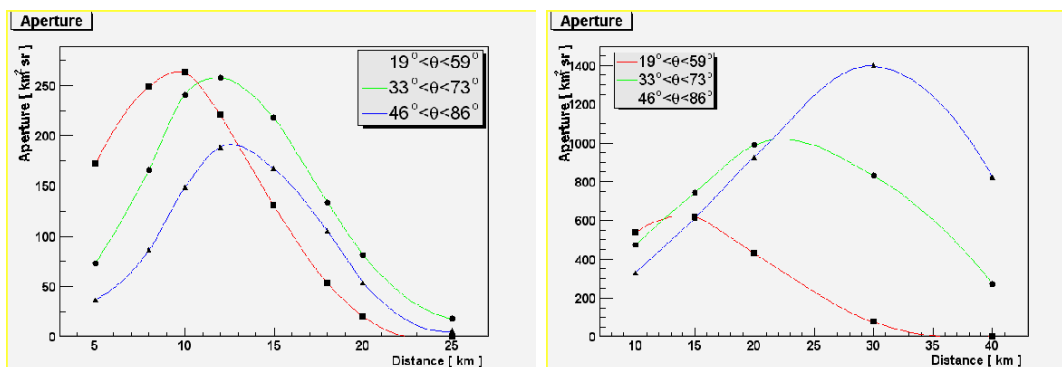 Aperture
Aperture [ km² sr ]
250
200
150
100
50
0
19°<θ<59°
33°<θ<73°
46°<θ<86°
5
10
15
20
25
Distance [ km ]
Aperture
Aperture [ km² sr ]
1400
1200
1000
800
600
400
200
0
19°<θ<59°
33°<θ<73°
46°<θ<86°
10
15
20
25
30
35
40
Distance [ km ]